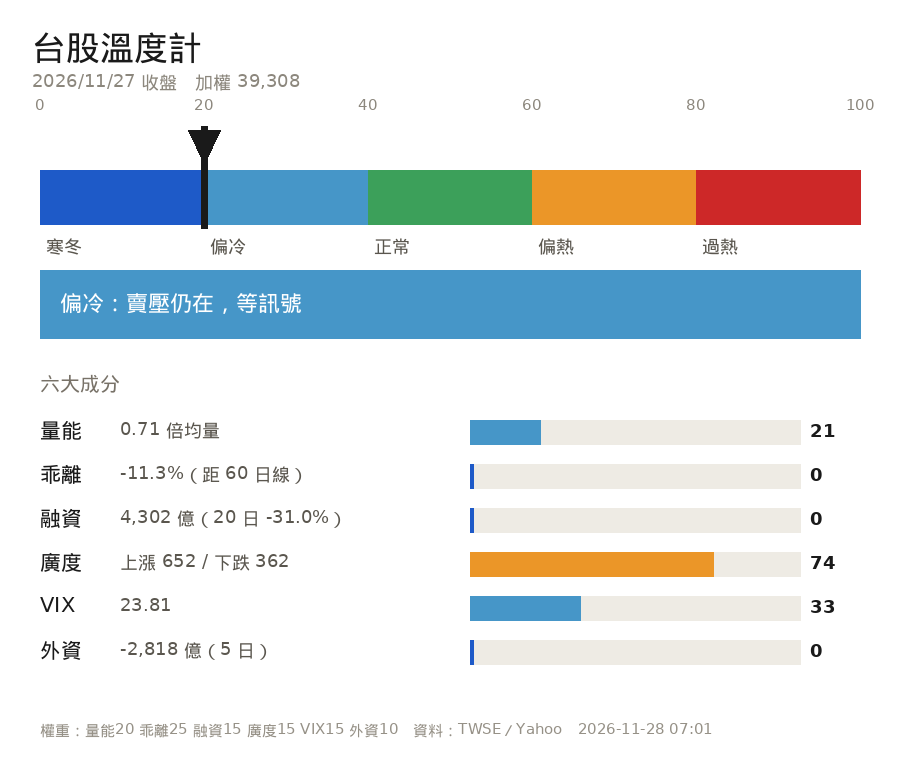 台股溫度計
2026/11/27 收盤 加權 39,308
0 20 40 60 80 100
寒冬 偏冷 正常 偏熱 過熱
偏冷：賣壓仍在，等訊號
六大成分
量能 0.71 倍均量 21
乖離 -11.3%（距 60 日線） 0
融資 4,302 億（20 日 -31.0%） 0
廣度 上漲 652 / 下跌 362 74
VIX 23.81 33
外資 -2,818 億（5 日） 0
權重：量能20 乖離25 融資15 廣度15 VIX15 外資10 資料：TWSE／Yahoo 2026-11-28 07:01